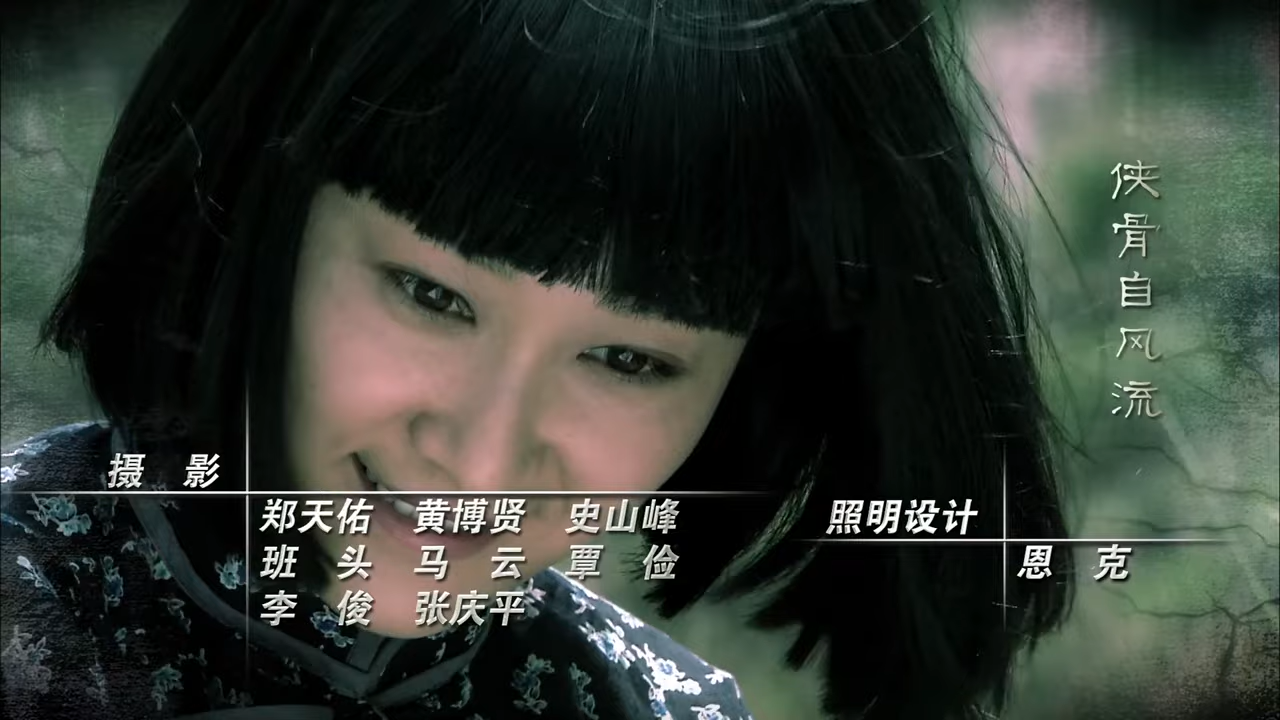 侠骨自风流
摄 影
郑天佑 黄博贤 史山峰
班 头 马 云 覃 俭
李 俊 张庆平
照明设计
恩 克